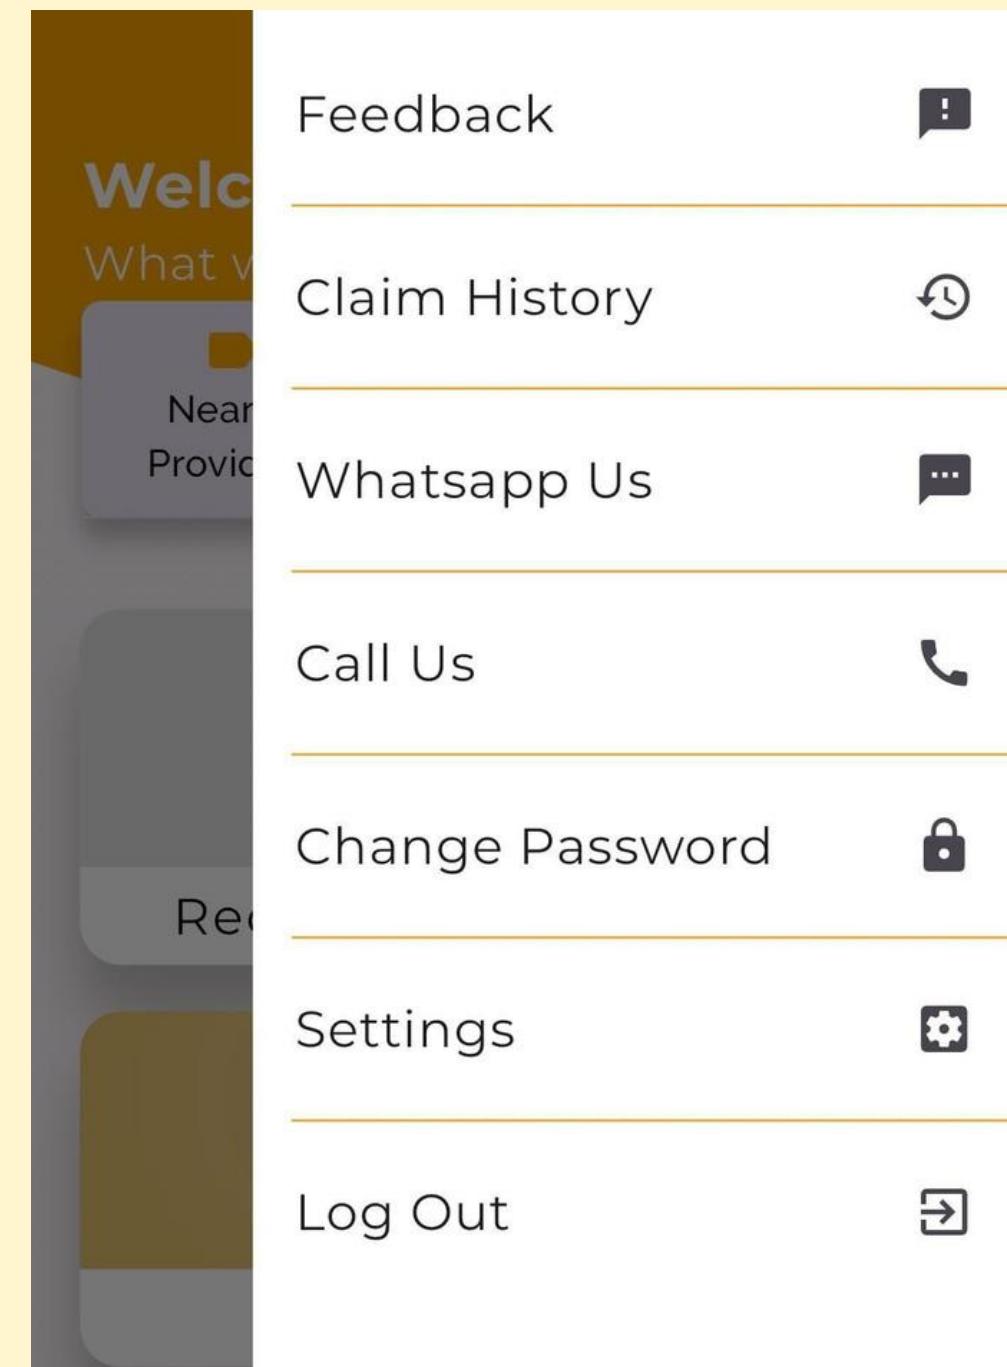 Welc
What
Near
Provic
Re
Feedback
Claim History
Whatsapp Us
Call Us
Change Password
Settings
Log Out